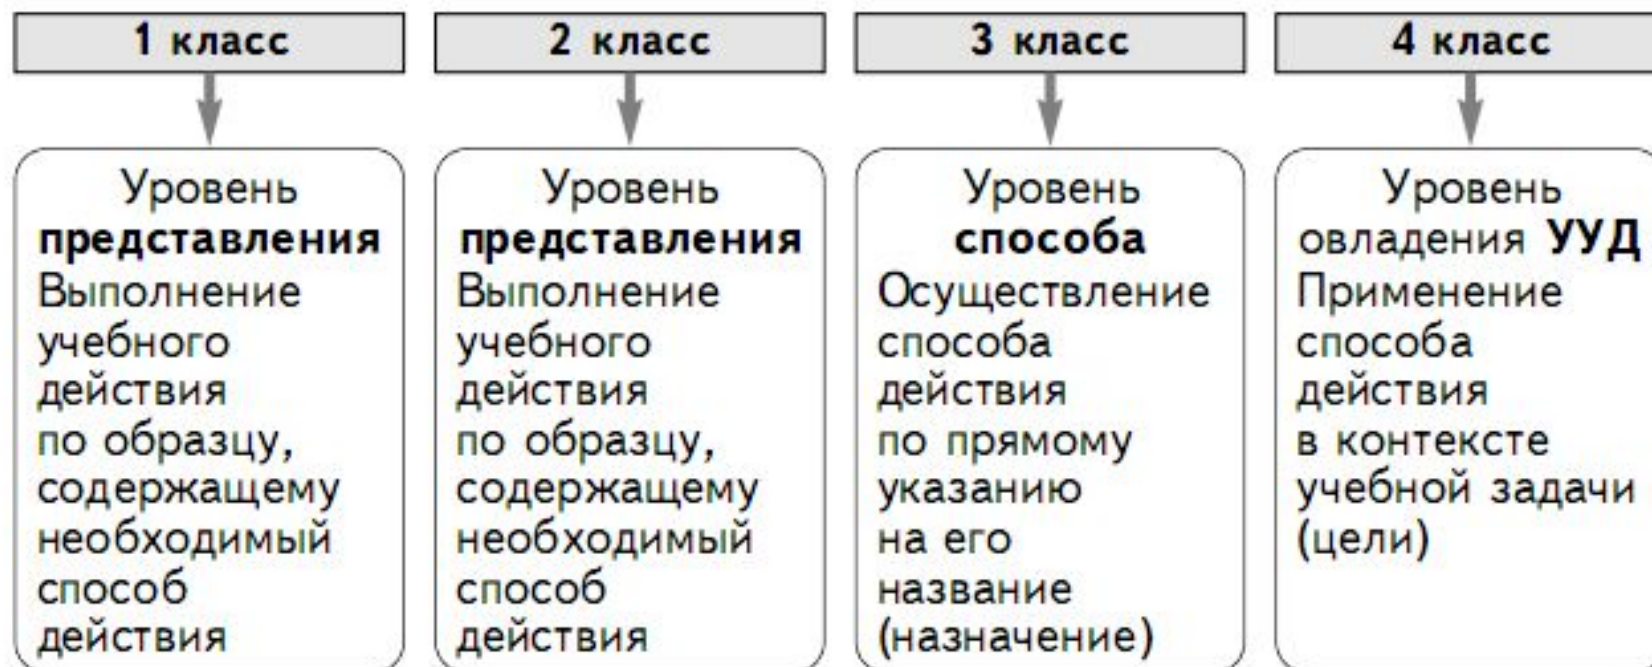 1 класс
Уровень
представления
Выполнение
учебного
действия
по образцу,
содержащему
необходимый
способ
действия
2 класс
Уровень
представления
Выполнение
учебного
действия
по образцу,
содержащему
необходимый
способ
действия
3 класс
Уровень
способа
Осуществление
способа
действия
по прямому
указанию
на его
название
(назначение)
4 класс
Уровень
овладения УУД
Применение
способа
действия
в контексте
учебной задачи
(цели)